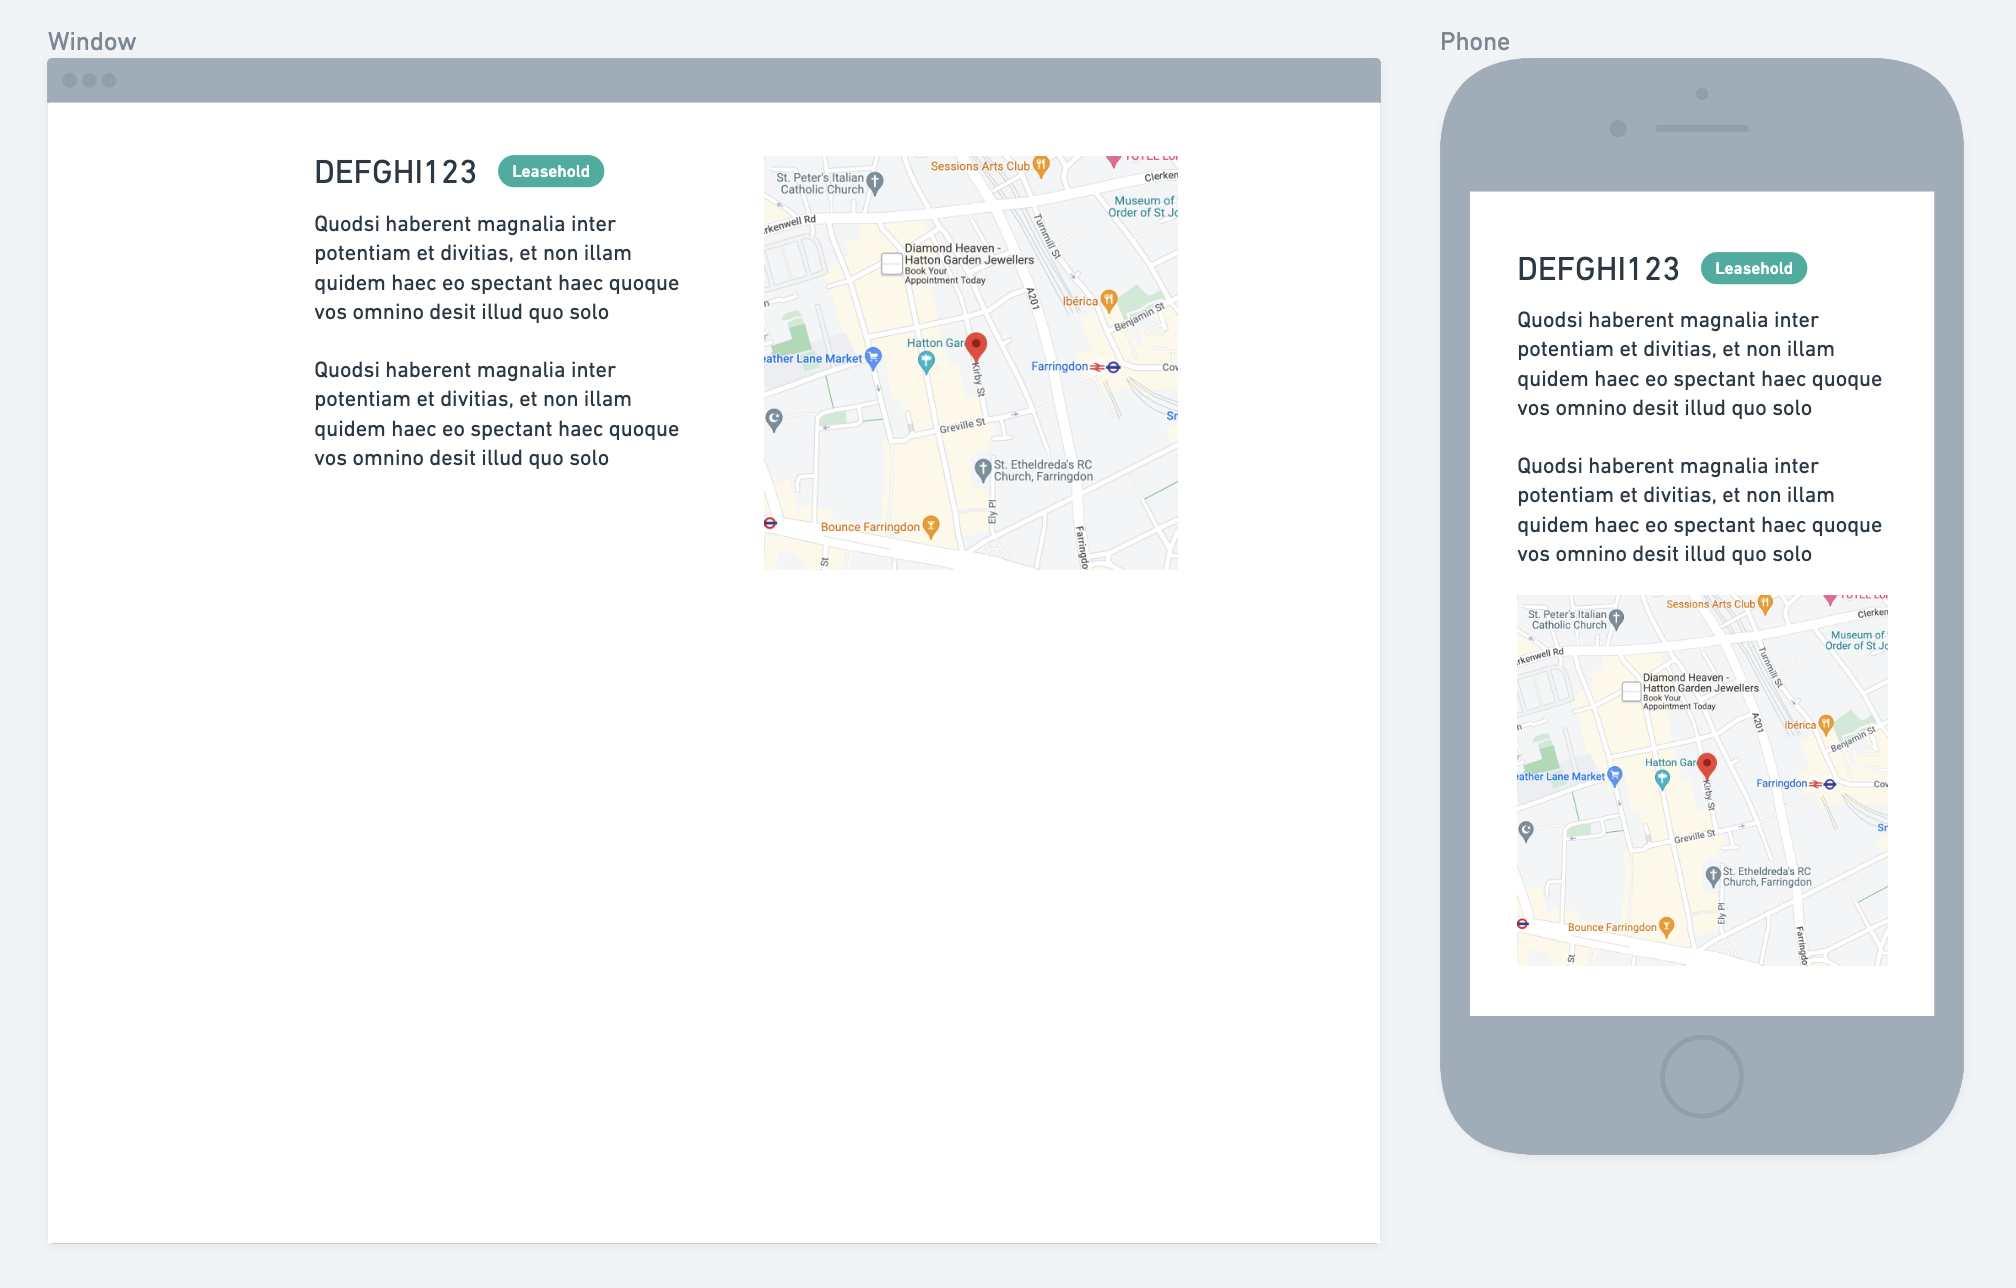 Window
DEFGHI123 Leasehold
Quodsi haberent magnalia inter
potentiam et divitias, et non illam
quidem haec eo spectant haec quoque
vos omnino desit illud quo solo
Quodsi haberent magnalia inter
potentiam et divitias, et non illam
quidem haec eo spectant haec quoque
vos omnino desit illud quo solo
Sessions Arts Club
St. Peter's Italian
Catholic Church
Clerken
Museum of
Order of St Jo
rkenwell Rd
Turnmill St
Diamond Heaven -
Hatton Garden Jewellers
Book Your
Appointment Today
A201
Ibérica
Benjamin St
Hatton Gar
eather Lane Market
Farringdon
Cow
Kirby St
Greville St
St. Etheldreda's RC
Church, Farringdon
Ely Pl
Bounce Farringdon
Farringdo
St
Phone
DEFGHI123 Leasehold
Quodsi haberent magnalia inter
potentiam et divitias, et non illam
quidem haec eo spectant haec quoque
vos omnino desit illud quo solo
Quodsi haberent magnalia inter
potentiam et divitias, et non illam
quidem haec eo spectant haec quoque
vos omnino desit illud quo solo
Sessions Arts Club
St. Peter's Italian
Catholic Church
Clerken
Museum of
Order of St Jo
rkenwell Rd
Turnmill St
Diamond Heaven -
Hatton Garden Jewellers
Book Your
Appointment Today
A201
Ibérica
Benjamin St
Hatton Gar
eather Lane Market
Farringdon
Cow
Kirby St
Greville St
St. Etheldreda's RC
Church, Farringdon
Ely Pl
Bounce Farringdon
Farringdo
St